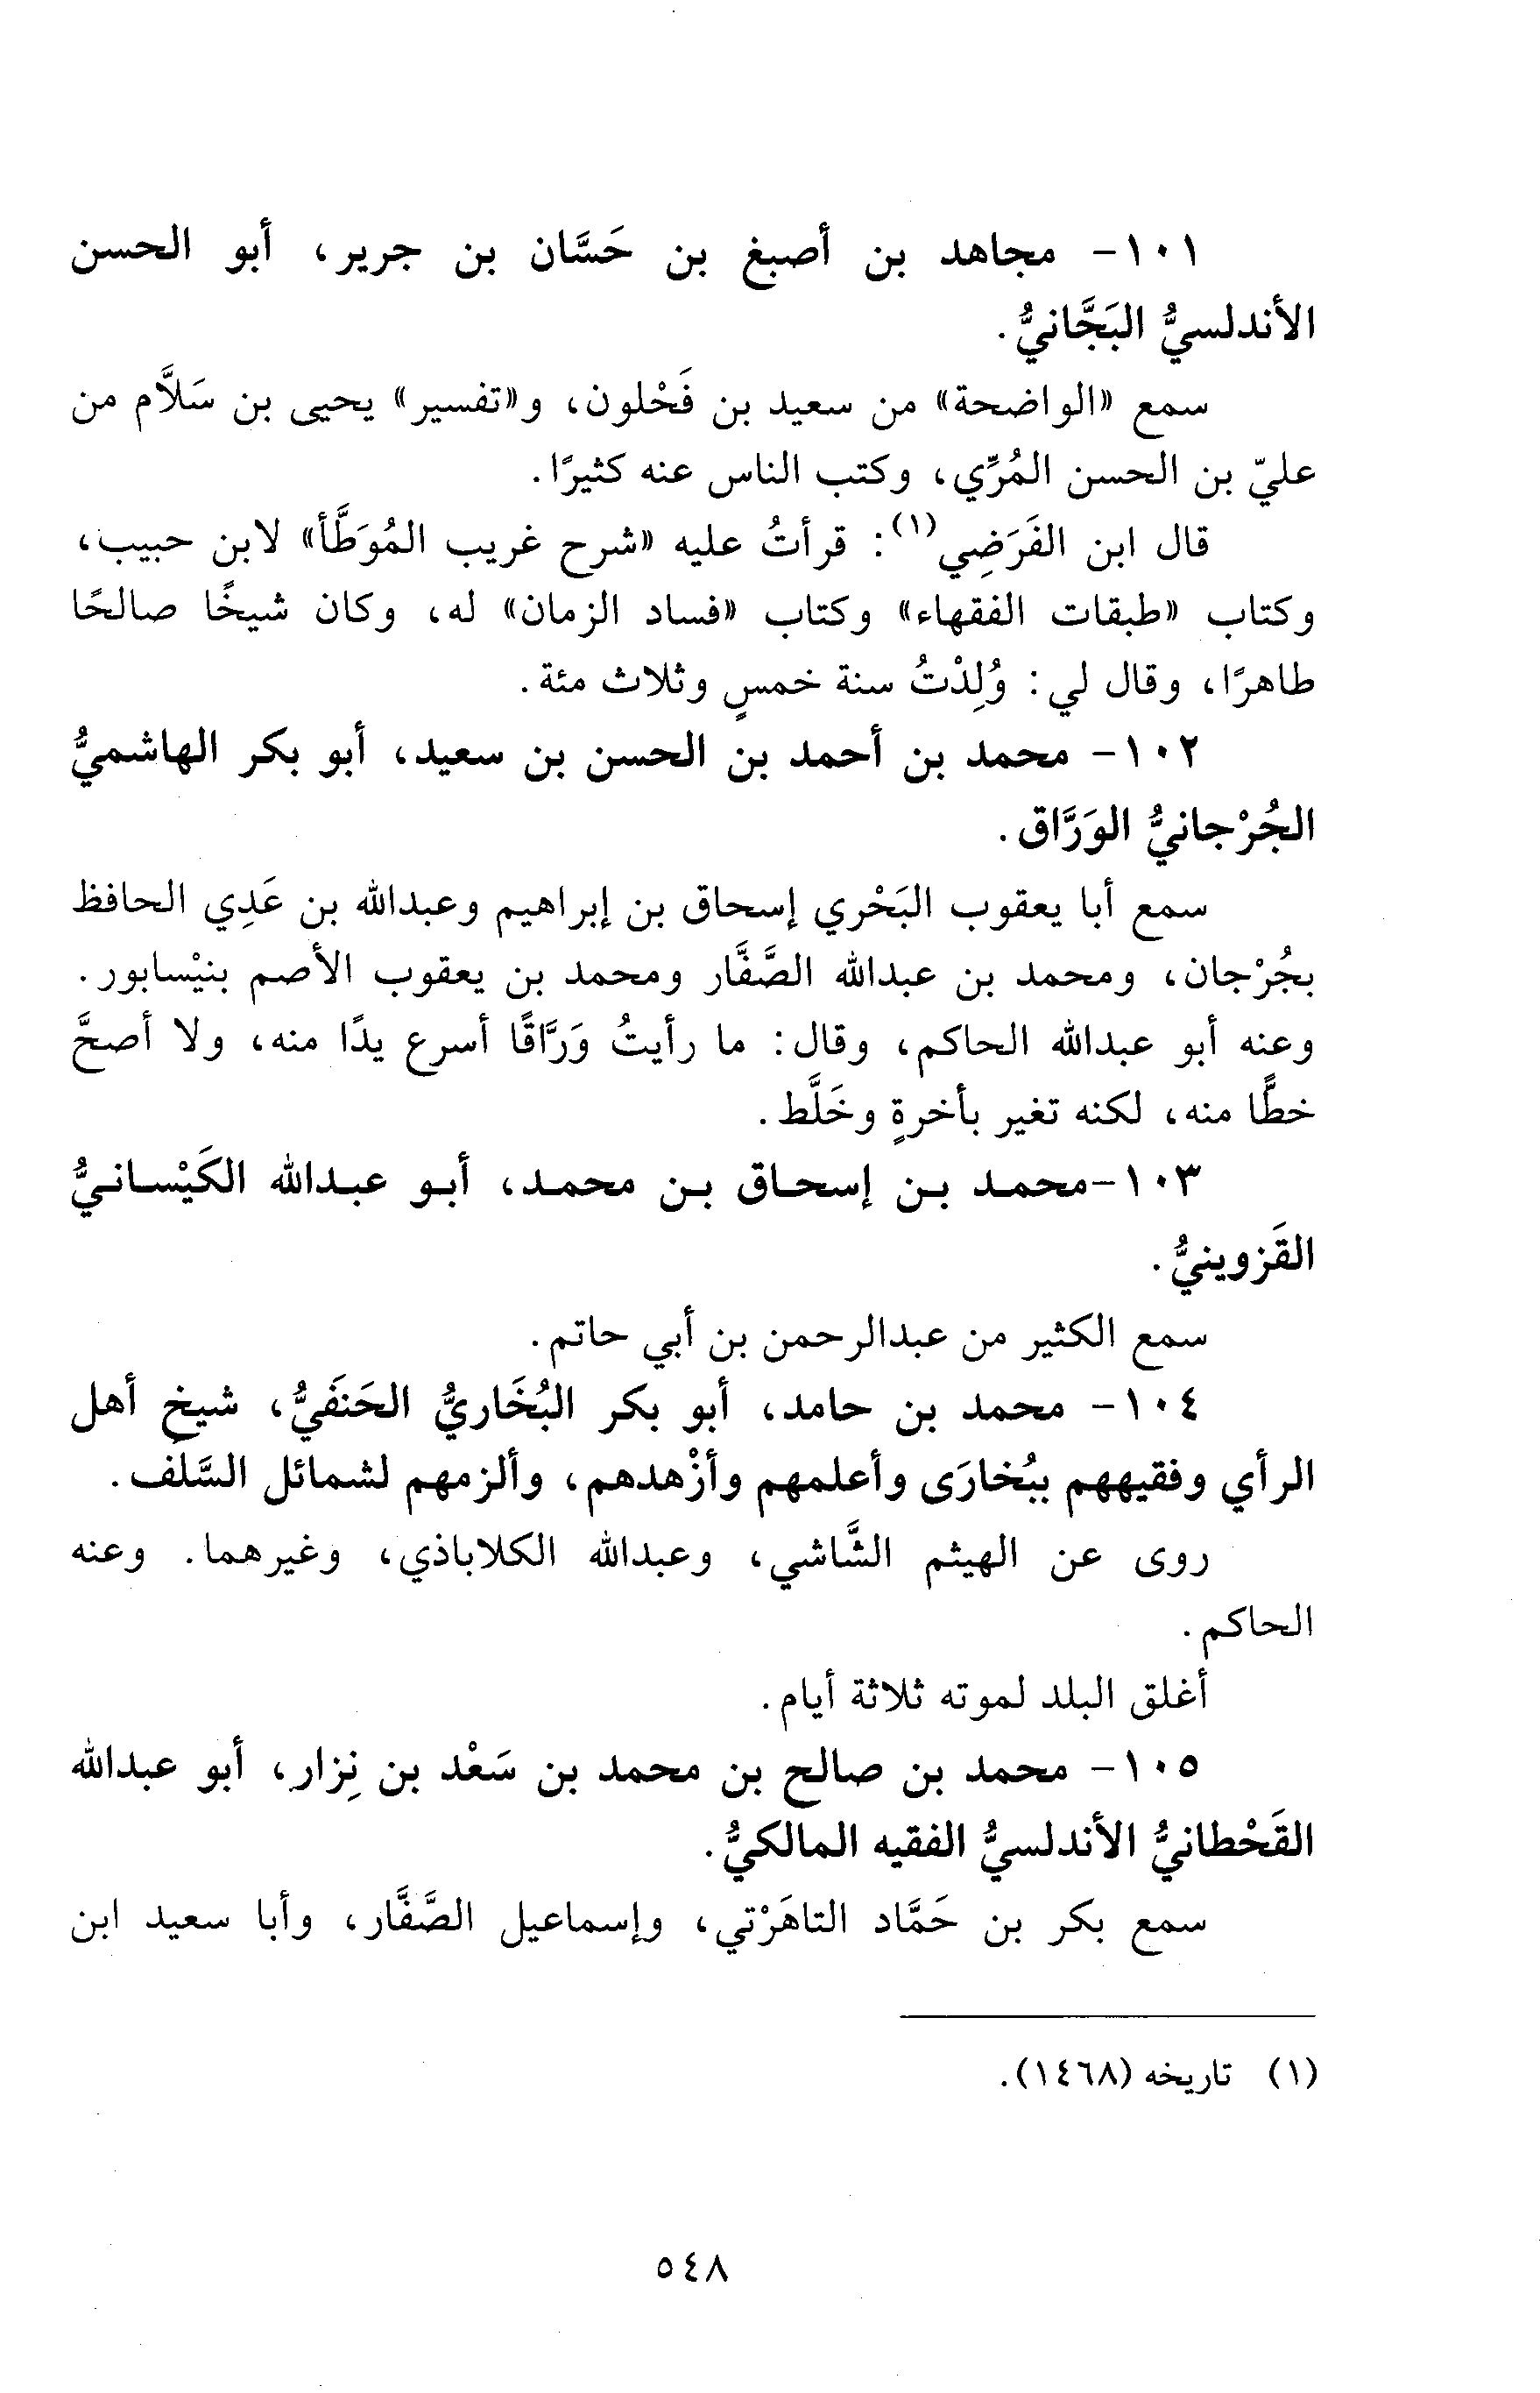 ١٠١- مجاهد بن أصبغ بن حَسَّان بن جرير، أبو الحسن
الأندلسيُّ البَجَّانيُّ.
سمع «الواضحة» من سعيد بن فَحْلون، و«تفسير» يحيى بن سَلاَّم من
عليّ بن الحسن المُرِّي، وكتب الناس عنه كثيرًا.
قال ابن الفَرَضِي(١): قرأتُ عليه «شرح غريب المُوَطَّأ» لابن حبيب،
وكتاب «طبقات الفقهاء» وكتاب «فساد الزمان» له، وكان شيخًا صالحًا
طاهرًا، وقال لي: وُلِدْتُ سنة خمسٍ وثلاث مئة.
١٠٢- محمد بن أحمد بن الحسن بن سعيد، أبو بكر الهاشميُّ
الجُرْجانيُّ الوَرَّاق.
سمع أبا يعقوب البَحْري إسحاق بن إبراهيم وعبدالله بن عَدِي الحافظ
بجُرْجان، ومحمد بن عبدالله الصَّفَّار ومحمد بن يعقوب الأصم بنيْسابور.
وعنه أبو عبدالله الحاكم، وقال: ما رأيتُ وَرَّاقًا أسرع يدًا منه، ولا أصحَّ
خطًّا منه، لكنه تغير بأخرةٍ وخَلَّط.
١٠٣-محمد بن إسحاق بن محمد، أبو عبدالله الكَيْسانيُّ
القَزوينيُّ.
سمع الكثير من عبدالرحمن بن أبي حاتم.
١٠٤- محمد بن حامد، أبو بكر البُخَاريُّ الحَنَفَيُّ، شيخ أهل
الرأي وفقيههم ببُخارَى وأعلمهم وأزْهدهم، وألزمهم لشمائل السَّلَف.
روى عن الهيثم الشَّاشي، وعبدالله الكلاباذي، وغيرهما. وعنه
الحاكم.
أغلق البلد لموته ثلاثة أيام.
١٠٥- محمد بن صالح بن محمد بن سَعْد بن نِزار، أبو عبدالله
القَحْطانيُّ الأندلسيُّ الفقيه المالكيُّ.
سمع بكر بن حَمَّاد التاهَرْتي، وإسماعيل الصَّفَّار، وأبا سعيد ابن
(١) تاريخه (١٤٦٨).
٥٤٨